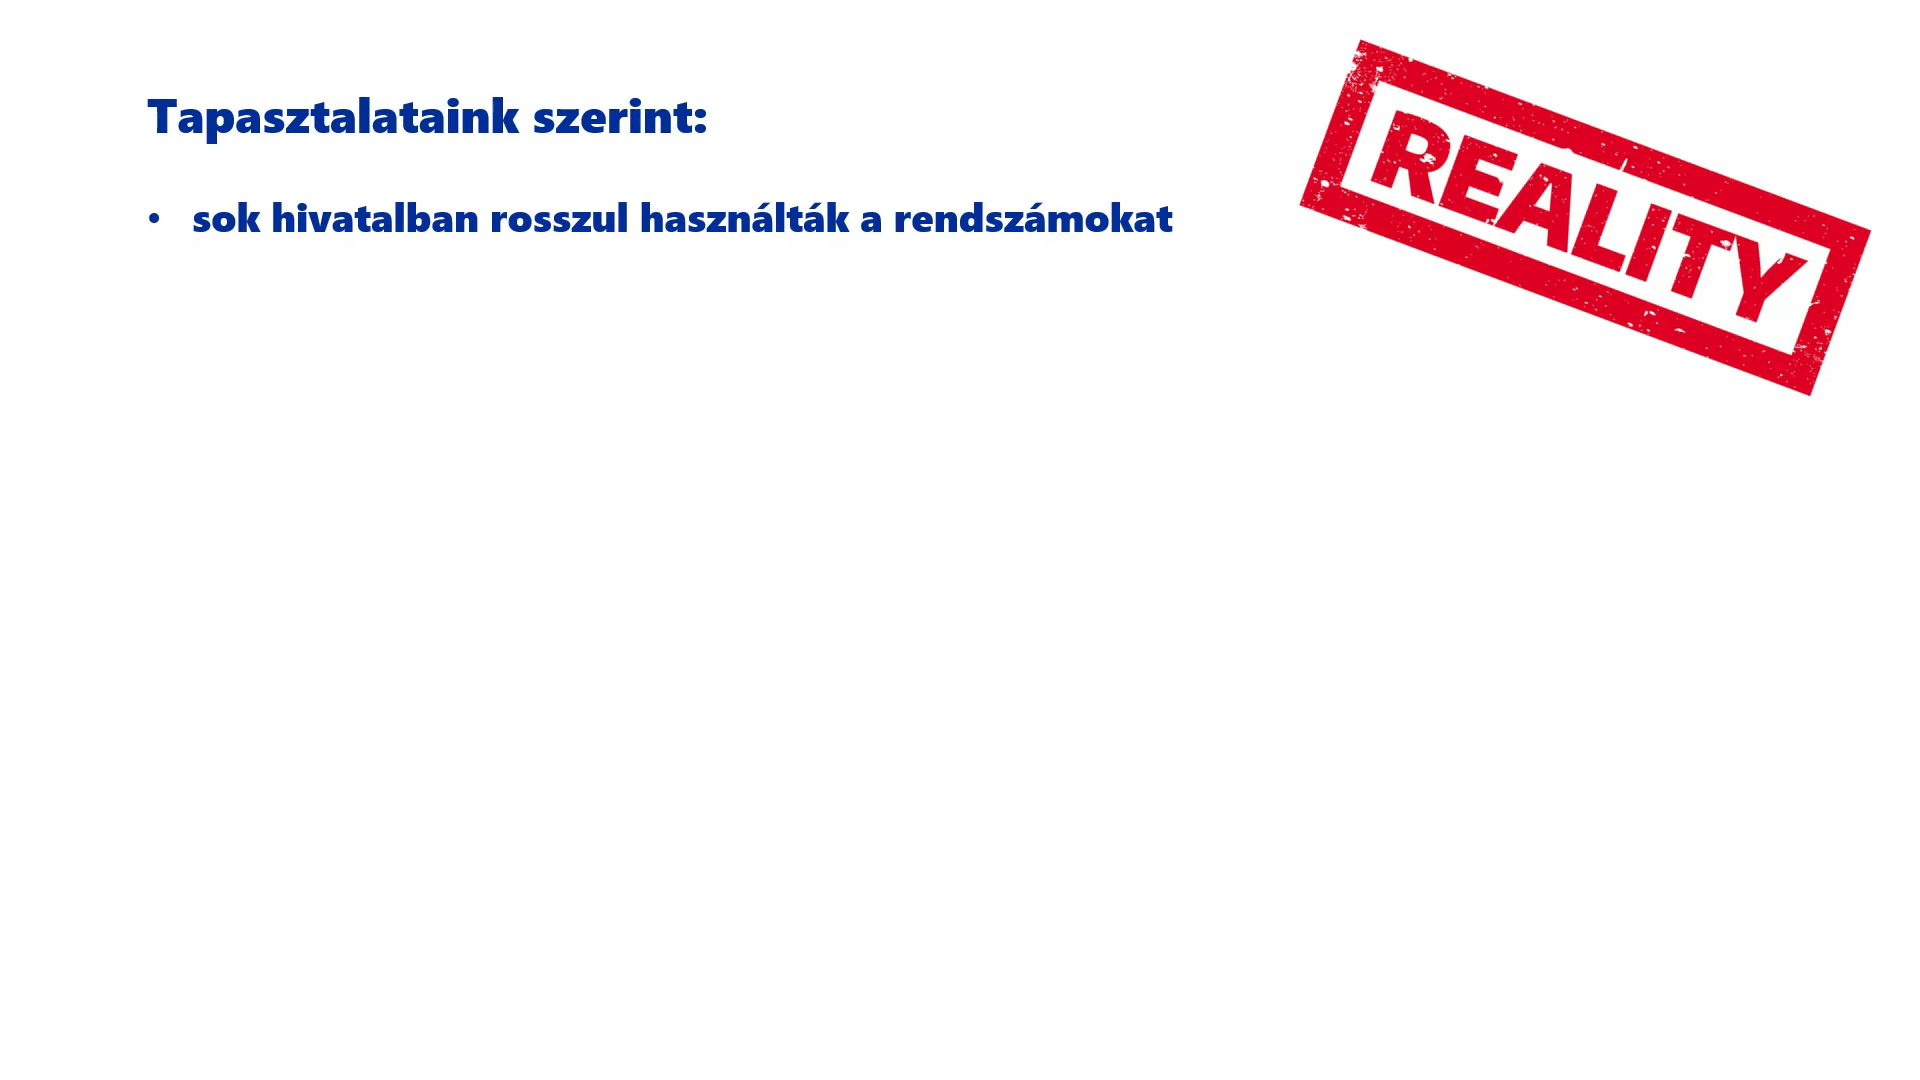 Tapasztalataink szerint:
• sok hivatalban rosszul használták a rendszámokat
REALITY